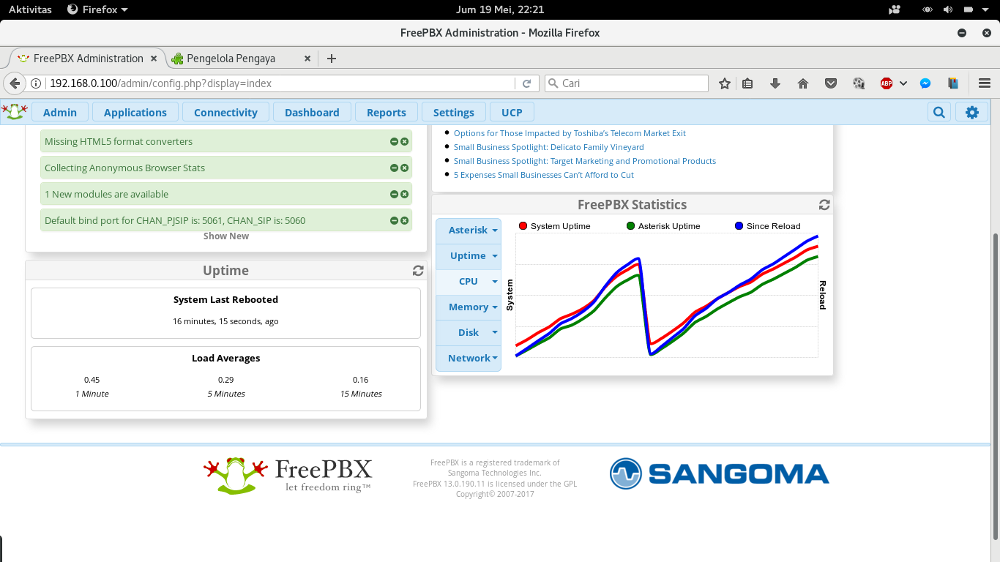 Aktivitas Firefox Jum 19 Mei, 22:21
FreePBX Administration - Mozilla Firefox
FreePBX Administration Pengelola Pengaya
192.168.0.100/admin/config.php?display=index Cari ABP
Admin Applications Connectivity Dashboard Reports Settings UCP
Missing HTML5 format converters
Collecting Anonymous Browser Stats
1 New modules are available
Default bind port for CHAN_PJSIP is: 5061, CHAN_SIP is: 5060
Show New
Uptime
System Last Rebooted
16 minutes, 15 seconds, ago
Load Averages
0.45 0.29 0.16
1 Minute 5 Minutes 15 Minutes
Options for Those Impacted by Toshiba's Telecom Market Exit
Small Business Spotlight: Delicato Family Vineyard
Small Business Spotlight: Target Marketing and Promotional Products
5 Expenses Small Businesses Can't Afford to Cut
FreePBX Statistics
Asterisk
Uptime
CPU
Memory
Disk
Network
System Uptime Asterisk Uptime Since Reload
System
Reload
FreePBX
let freedom ring™
FreePBX is a registered trademark of
Sangoma Technologies Inc.
FreePBX 13.0.190.11 is licensed under the GPL
Copyright© 2007-2017
SANGOMA